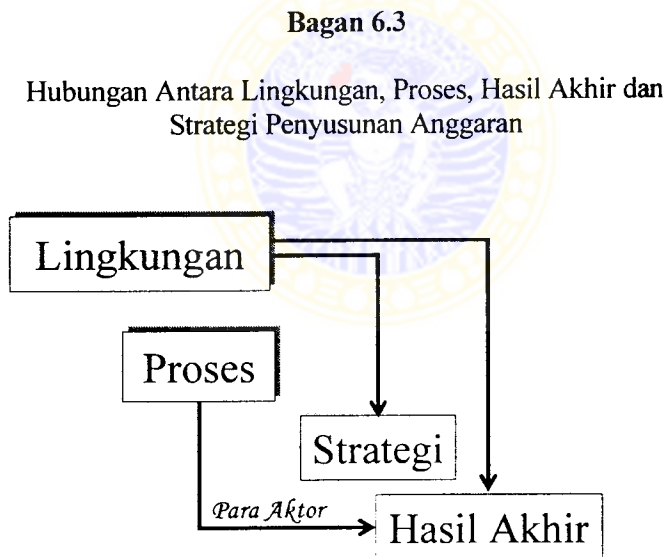 Bagan 6.3
Hubungan Antara Lingkungan, Proses, Hasil Akhir dan
Strategi Penyusunan Anggaran
Lingkungan
Proses
Strategi
Para Aktor
Hasil Akhir